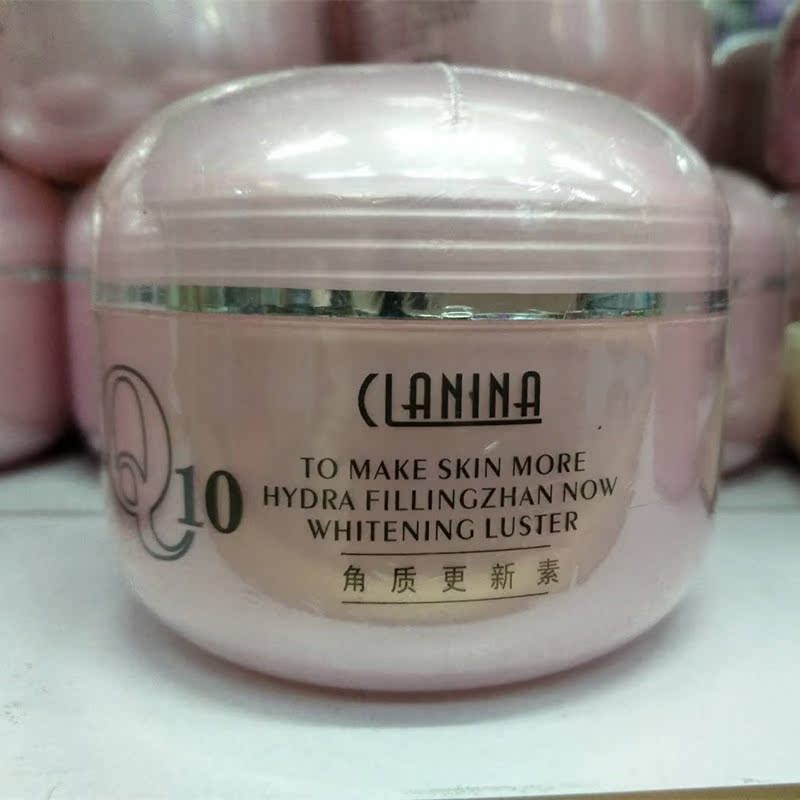 CLANINA
Q10
TO MAKE SKIN MORE
HYDRA FILLINGZHAN NOW
WHITENING LUSTER
角质更新素